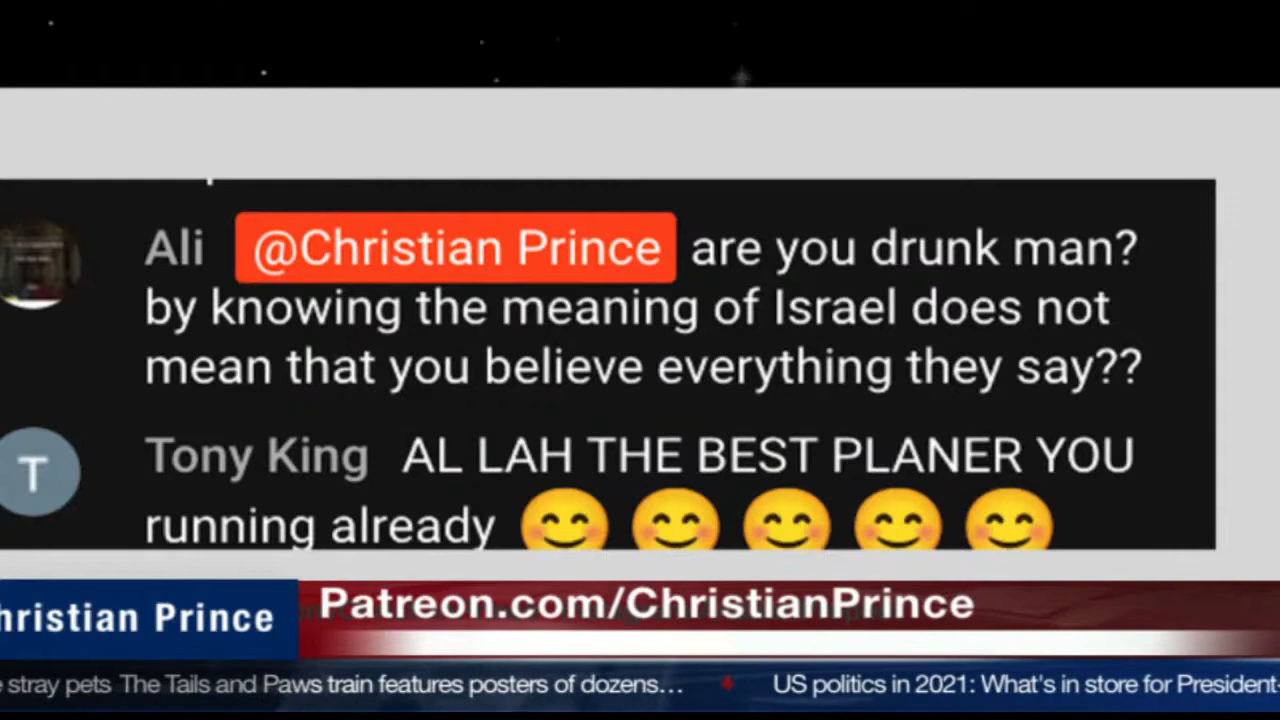 Ali @Christian Prince are you drunk man?
by knowing the meaning of Israel does not
mean that you believe everything they say??
T
Tony King AL LAH THE BEST PLANER YOU
running already 😊 😊 😊 😊 😊
hristian Prince
Patreon.com/ChristianPrince
stray pets The Tails and Paws train features posters of dozens… US politics in 2021: What's in store for President-